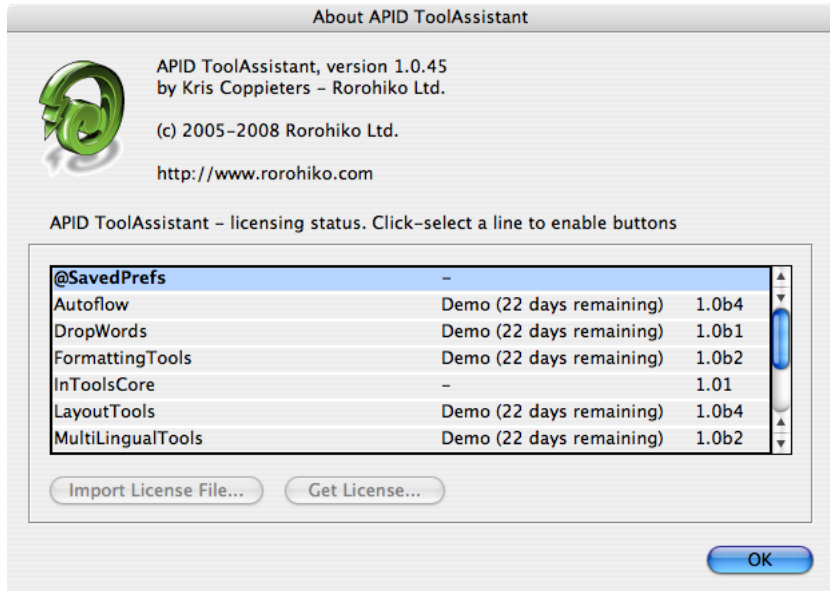 About APID ToolAssistant
APID ToolAssistant, version 1.0.45
by Kris Coppieters – Rorohiko Ltd.
(c) 2005–2008 Rorohiko Ltd.
http://www.rorohiko.com
APID ToolAssistant – licensing status. Click–select a line to enable buttons
@SavedPrefs –
Autoflow Demo (22 days remaining) 1.0b4
DropWords Demo (22 days remaining) 1.0b1
FormattingTools Demo (22 days remaining) 1.0b2
InToolsCore – 1.01
LayoutTools Demo (22 days remaining) 1.0b4
MultiLingualTools Demo (22 days remaining) 1.0b2
Import License File... Get License...
OK